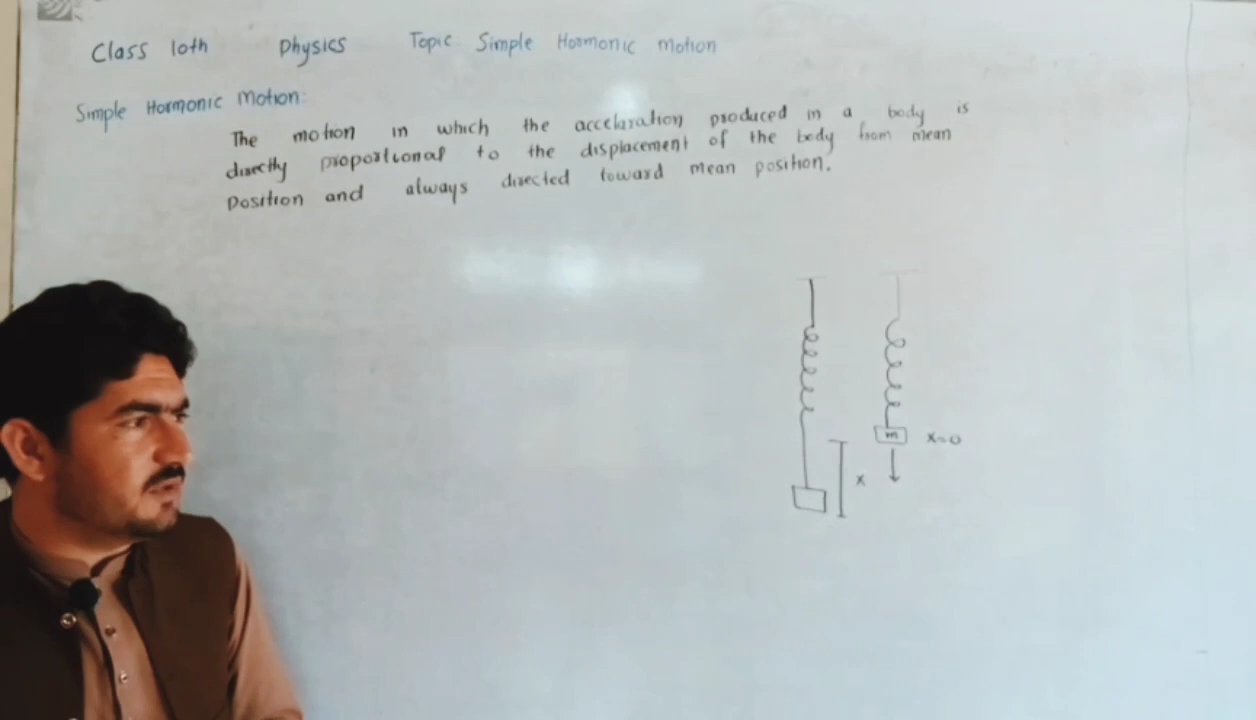 Class 10th Physics Topic Simple Hormonic motion
Simple Hormonic Motion:
The motion in which the accelaration produced in a body is
directly proportional to the displacement of the body from mean
Position and always directed toward mean position.
m x=0
x